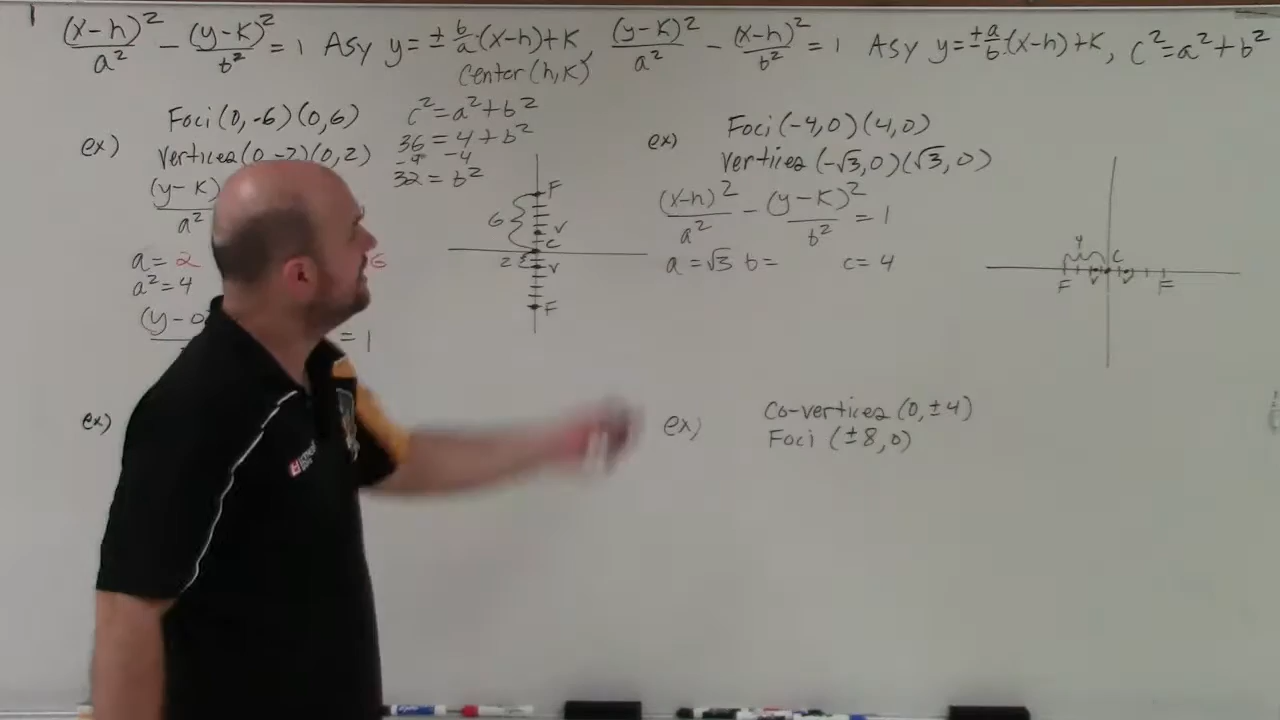 (x-h)²/a² - (y-k)²/b² = 1 Asy y = ± b/a (x-h)+k, (y-k)²/a² - (x-h)²/b² = 1 Asy y = ±a/b (x-h)+k, c² = a²+b²
Center (h,k)
ex) Foci (0,-6)(0,6)
Vertices (0,-2)(0,2)
(y-k)
a²
a = 2
6
a² = 4
(y-0
= 1
c² = a²+b²
36 = 4+b²
-4 -4
32 = b²
F
6
V
C
2
V
F
ex) Foci (-4,0)(4,0)
Vertices (-√3,0)(√3,0)
(x-h)²/a² - (y-k)²/b² = 1
a = √3 b = c = 4
4 C
F V V F
ex)
ex) Co-vertices (0,±4)
Foci (±8,0)